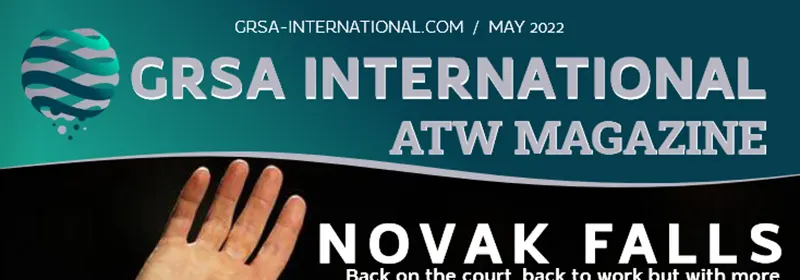 GRSA-INTERNATIONAL.COM / MAY 2022
GRSA INTERNATIONAL
ATW MAGAZINE
NOVAK FALLS
Back on the court, back to work but with more